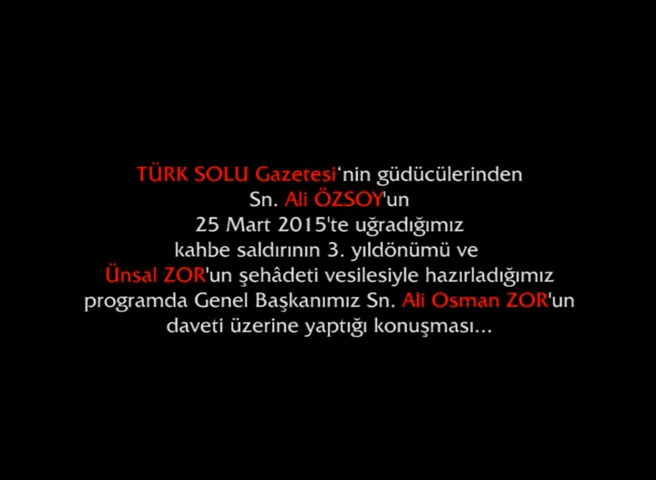 TÜRK SOLU Gazetesi‘nin güdücülerinden
Sn. Ali ÖZSOY'un
25 Mart 2015'te uğradığımız
kahbe saldırının 3. yıldönümü ve
Ünsal ZOR'un şehâdeti vesilesiyle hazırladığımız
programda Genel Başkanımız Sn. Ali Osman ZOR'un
daveti üzerine yaptığı konuşması...